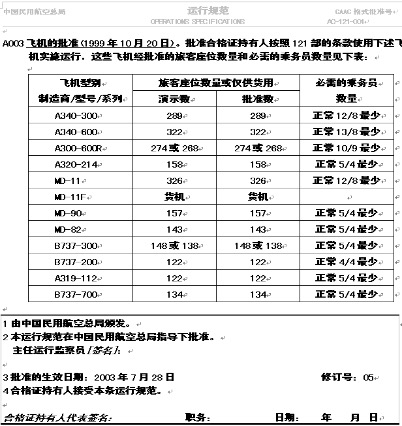 中国民用航空总局 运行规范 CAAC 格式批准号:
OPERATIONS SPECIFICATIONS AC-121-001
A003 飞机的批准(1999 年 10 月 20 日)。批准合格证持有人按照 121 部的条款使用下述飞
机实施运行。这些飞机经批准的旅客座位数量和必需的乘务员数量见下表:
飞机型别 旅客座位数量或仅供货用 必需的乘务员
制造商/型号/系列 演示数 批准数 数量
A340-300 289 289 正常 12/8 最少
A340-600 322 322 正常 13/8 最少
A300-600R 274 或 268 274 或 268 正常 10/9 最少
A320-214 158 158 正常 5/4 最少
MD-11 326 326 正常 12/8 最少
MD-11F 货机 货机
MD-90 157 157 正常 5/4 最少
MD-82 143 143 正常 5/4 最少
B737-300 148 或 138 148 或 138 正常 5/4 最少
B737-200 122 122 正常 4/4 最少
A319-112 122 122 正常 5/4 最少
B737-700 134 134 正常 5/4 最少
1 由中国民用航空总局颁发。
2 本运行规范在中国民用航空总局指导下批准。
主任运行监察员(签名):
3 批准的生效日期:2003 年 7 月 28 日 修订号:05
4 合格证持有人接受本条运行规范。
合格证持有人代表签名: 职务: 日期: 年 月 日